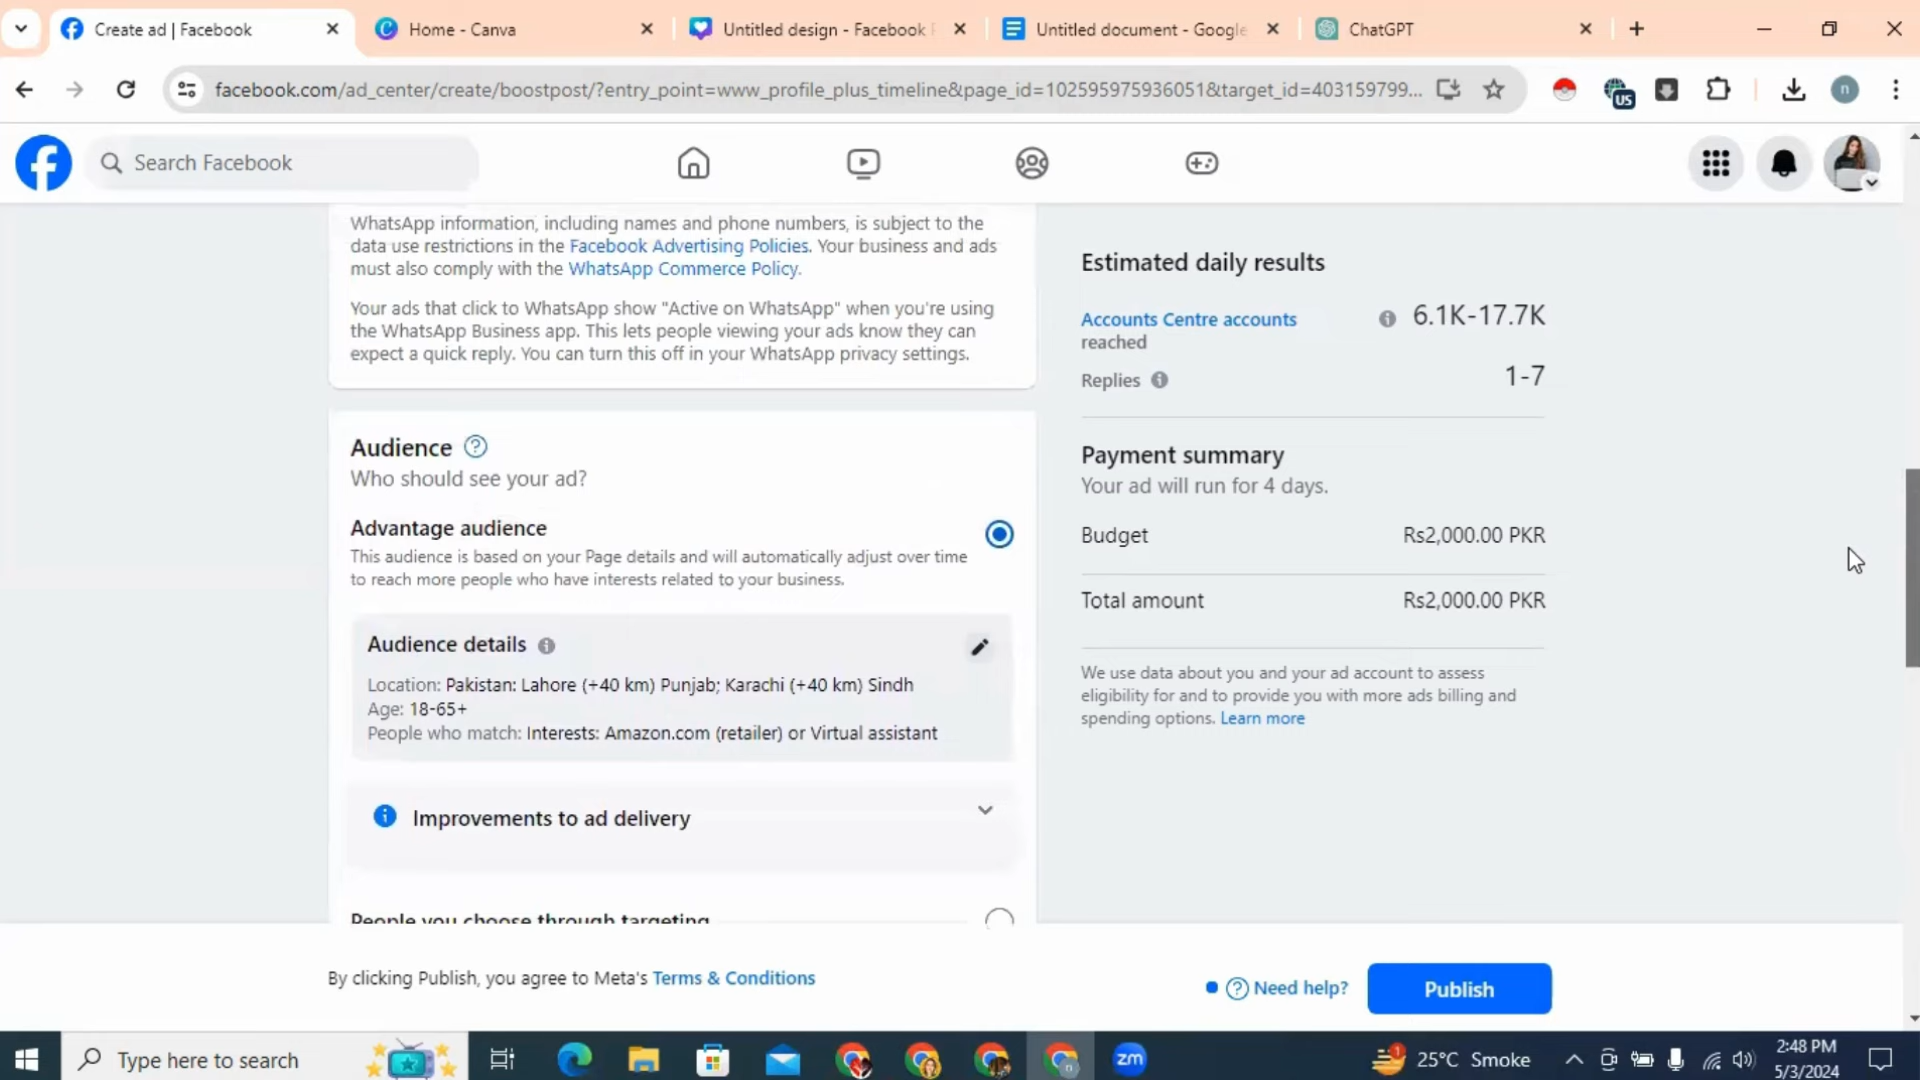 Create ad | Facebook
Home - Canva
Untitled design - Facebook
Untitled document - Google
ChatGPT
facebook.com/ad_center/create/boostpost/?entry_point=www_profile_plus_timeline&page_id=102595975936051&target_id=403159799...
US
n
Search Facebook
WhatsApp information, including names and phone numbers, is subject to the
data use restrictions in the Facebook Advertising Policies. Your business and ads
must also comply with the WhatsApp Commerce Policy.
Your ads that click to WhatsApp show "Active on WhatsApp" when you're using
the WhatsApp Business app. This lets people viewing your ads know they can
expect a quick reply. You can turn this off in your WhatsApp privacy settings.
Audience
Who should see your ad?
Advantage audience
This audience is based on your Page details and will automatically adjust over time
to reach more people who have interests related to your business.
Audience details
Location: Pakistan: Lahore (+40 km) Punjab; Karachi (+40 km) Sindh
Age: 18-65+
People who match: Interests: Amazon.com (retailer) or Virtual assistant
Improvements to ad delivery
People you choose through targeting
Estimated daily results
Accounts Centre accounts
reached
6.1K-17.7K
Replies
1-7
Payment summary
Your ad will run for 4 days.
Budget
Rs2,000.00 PKR
Total amount
Rs2,000.00 PKR
We use data about you and your ad account to assess
eligibility for and to provide you with more ads billing and
spending options. Learn more
By clicking Publish, you agree to Meta's Terms & Conditions
Need help?
Publish
Type here to search
zm
25°C Smoke
2:48 PM
5/3/2024